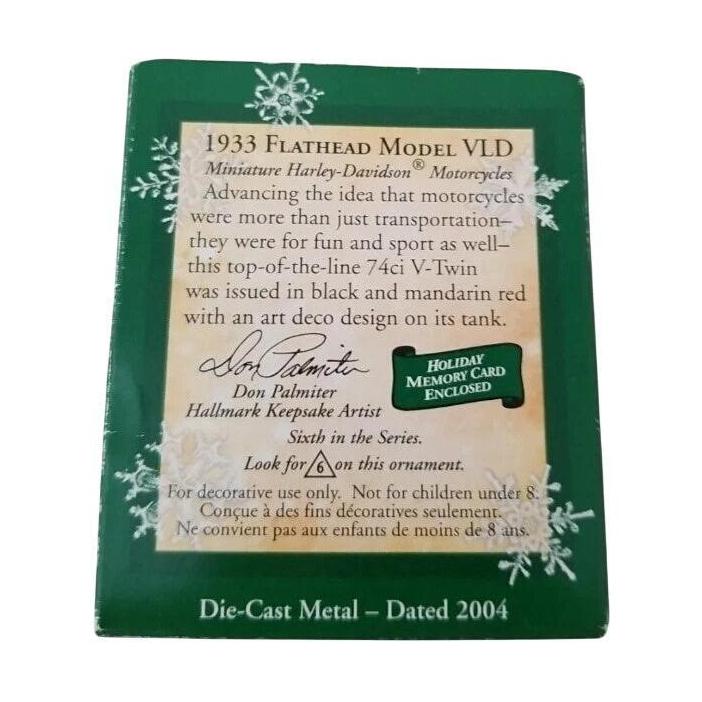 1933 Flathead Model VLD
Miniature Harley-Davidson® Motorcycles
Advancing the idea that motorcycles
were more than just transportation–
they were for fun and sport as well–
this top-of-the-line 74ci V-Twin
was issued in black and mandarin red
with an art deco design on its tank.
Don Palmiter
HOLIDAY
MEMORY CARD
ENCLOSED
Don Palmiter
Hallmark Keepsake Artist
Sixth in the Series.
Look for 6 on this ornament.
For decorative use only. Not for children under 8.
Conçue à des fins décoratives seulement.
Ne convient pas aux enfants de moins de 8 ans.
Die-Cast Metal – Dated 2004